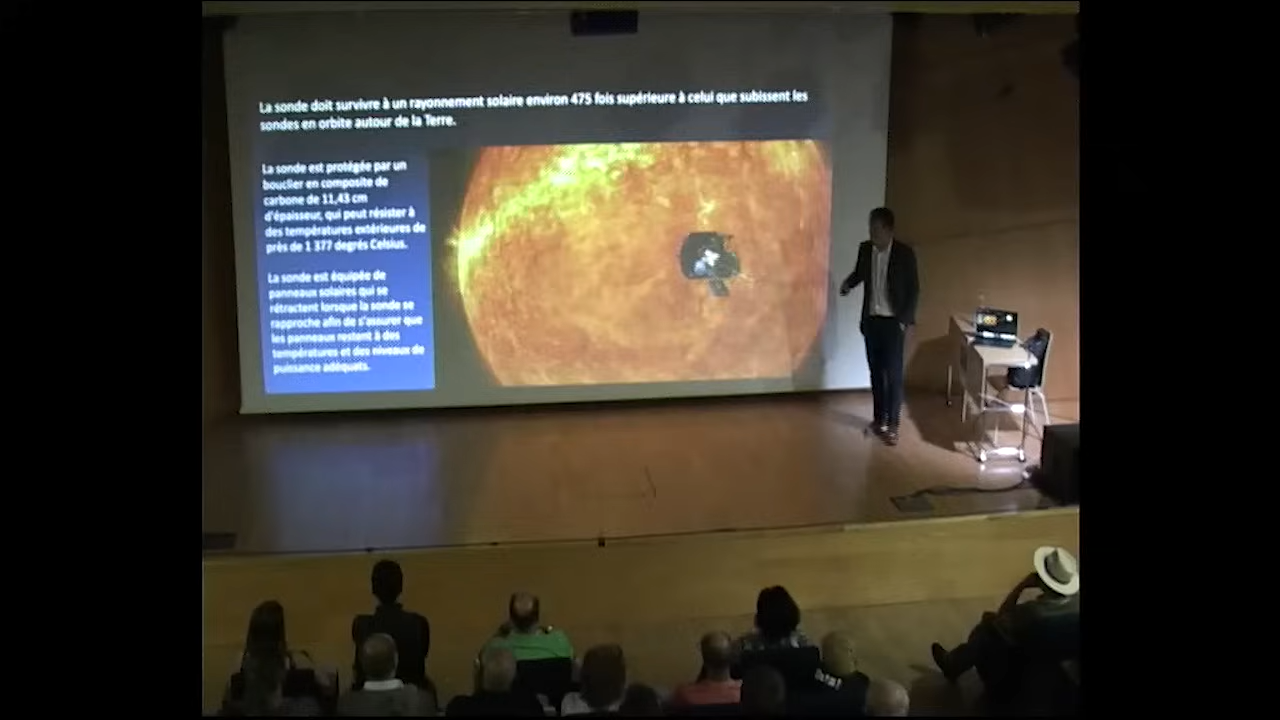 La sonde doit survivre à un rayonnement solaire environ 475 fois supérieure à celui que subissent les
sondes en orbite autour de la Terre.
La sonde est protégée par un
bouclier en composite de
carbone de 11,43 cm
d'épaisseur, qui peut résister à
des températures extérieures de
près de 1 377 degrés Celsius.
La sonde est équipée de
panneaux solaires qui se
rétractent lorsque la sonde se
rapproche afin de s'assurer que
les panneaux restent à des
températures et des niveaux de
puissance adéquats.